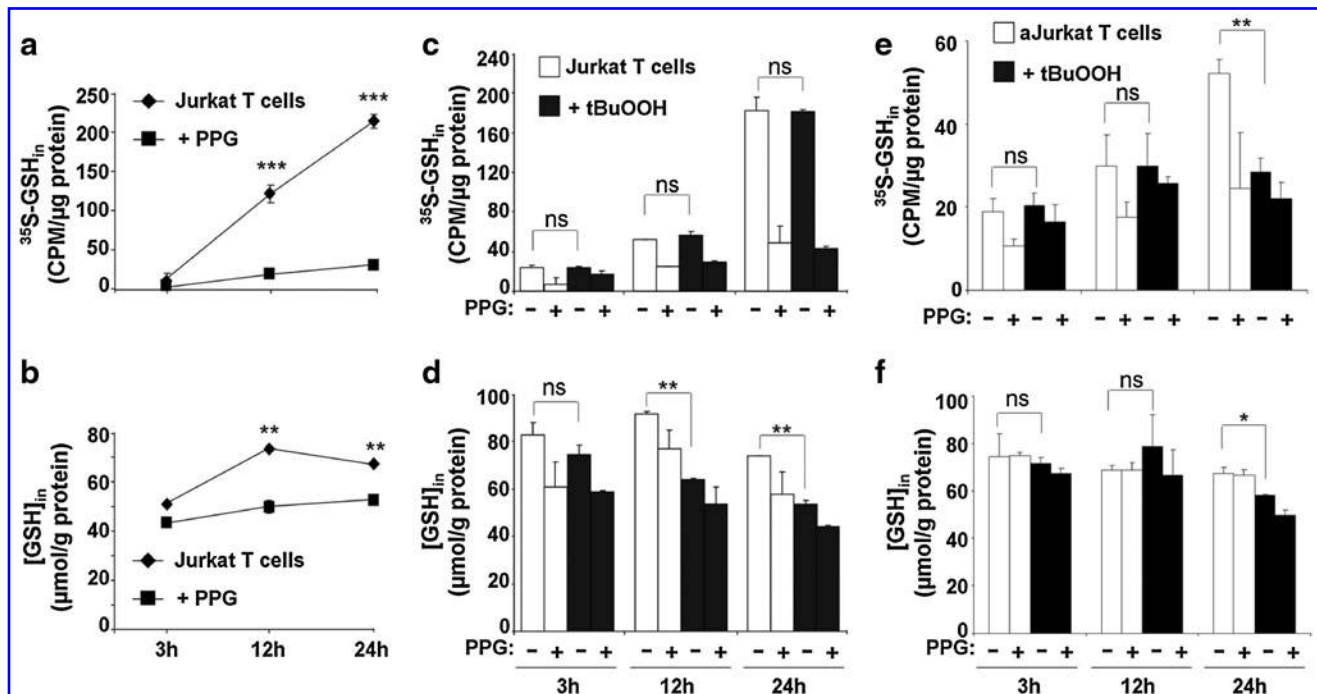 a
250
200
150
100
50
0
³⁵S-GSHin
(CPM/µg protein)
Jurkat T cells
+ PPG
***
***
b
80
60
40
20
0
[GSH]in
(µmol/g protein)
**
**
Jurkat T cells
+ PPG
3h 12h 24h
c
240
200
160
120
80
40
0
³⁵S-GSHin
(CPM/µg protein)
Jurkat T cells
+ tBuOOH
ns
ns
ns
PPG: - + - + - + - + - + - +
d
100
80
60
40
20
0
[GSH]in
(µmol/g protein)
ns
**
**
PPG: - + - + - + - + - + - +
3h 12h 24h
e
60
40
20
0
³⁵S-GSHin
(CPM/µg protein)
aJurkat T cells
+ tBuOOH
ns
ns
**
PPG: - + - + - + - + - + - +
f
100
80
60
40
20
0
[GSH]in
(µmol/g protein)
ns
ns
*
PPG: - + - + - + - + - + - +
3h 12h 24h